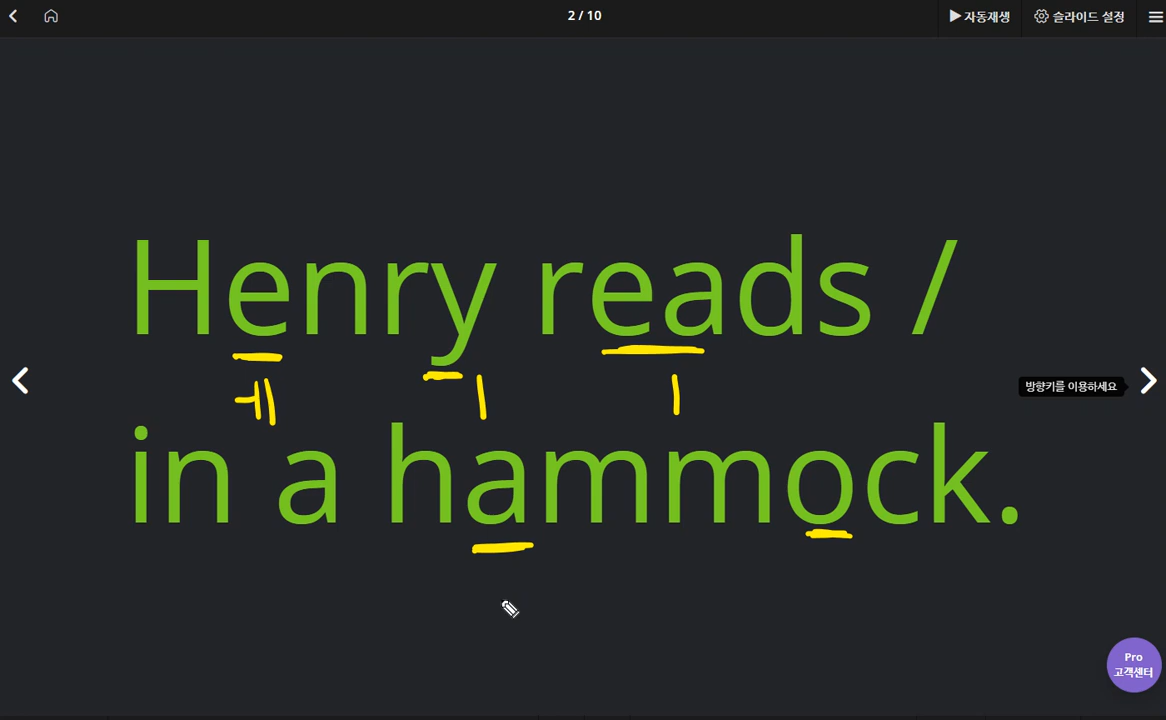 2 / 10
자동재생
슬라이드 설정
Henry reads /
ㅔ ㅣ ㅣ
방향키를 이용하세요
in a hammock.
Pro
고객센터